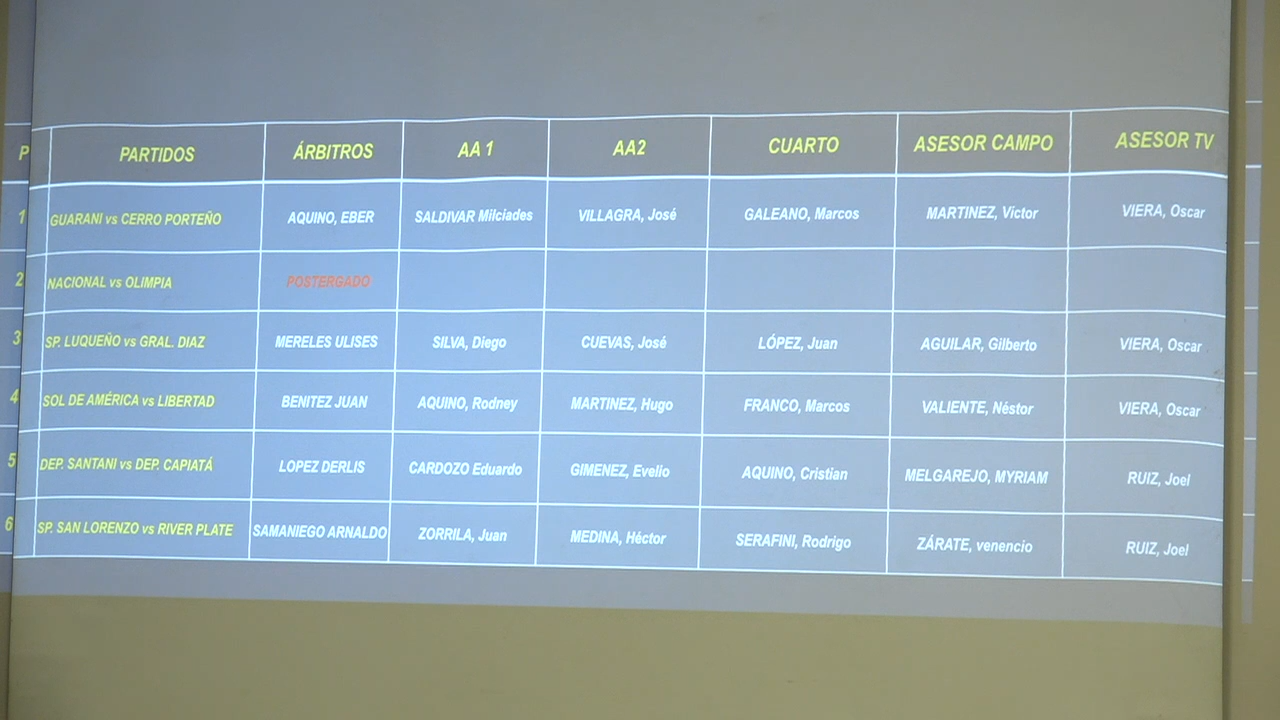 P PARTIDOS ÁRBITROS AA 1 AA2 CUARTO ASESOR CAMPO ASESOR TV
1 GUARANI vs CERRO PORTEÑO AQUINO, EBER SALDIVAR Milciades VILLAGRA, José GALEANO, Marcos MARTINEZ, Victor VIERA, Oscar
2 NACIONAL vs OLIMPIA POSTERGADO
3 SP. LUQUEÑO vs GRAL. DIAZ MERELES ULISES SILVA, Diego CUEVAS, José LÓPEZ, Juan AGUILAR, Gilberto VIERA, Oscar
4 SOL DE AMÉRICA vs LIBERTAD BENITEZ JUAN AQUINO, Rodney MARTINEZ, Hugo FRANCO, Marcos VALIENTE, Néstor VIERA, Oscar
5 DEP. SANTANI vs DEP. CAPIATÁ LOPEZ DERLIS CARDOZO Eduardo GIMENEZ, Evelio AQUINO, Cristian MELGAREJO, MYRIAM RUIZ, Joel
6 SP. SAN LORENZO vs RIVER PLATE SAMANIEGO ARNALDO ZORRILA, Juan MEDINA, Héctor SERAFINI, Rodrigo ZÁRATE, venencio RUIZ, Joel